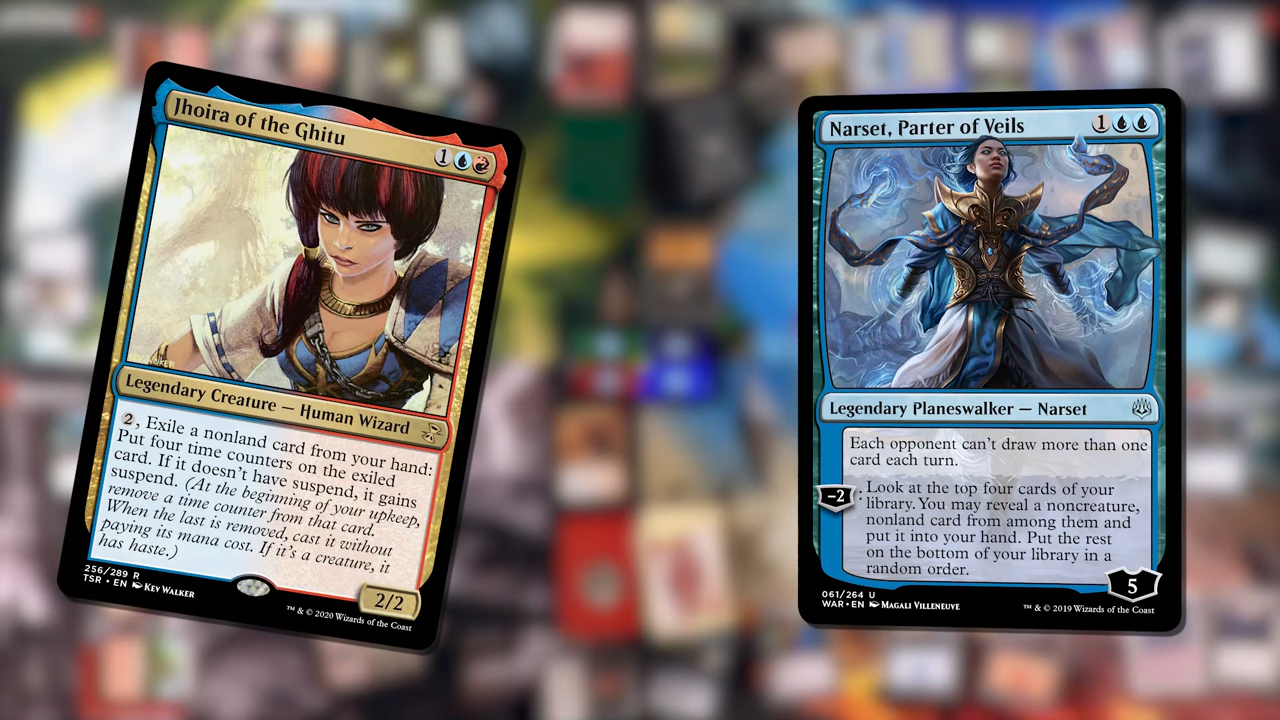 Jhoira of the Ghitu
1
Legendary Creature — Human Wizard
2, Exile a nonland card from your hand:
Put four time counters on the exiled
card. If it doesn't have suspend, it gains
suspend. (At the beginning of your upkeep,
remove a time counter from that card.
When the last is removed, cast it without
paying its mana cost. If it's a creature, it
has haste.)
2/2
256/289 R
TSR • EN KEV WALKER
™ & © 2020 Wizards of the Coast
Narset, Parter of Veils
1
Legendary Planeswalker — Narset
Each opponent can't draw more than one
card each turn.
−2: Look at the top four cards of your
library. You may reveal a noncreature,
nonland card from among them and
put it into your hand. Put the rest
on the bottom of your library in a
random order.
5
061/264 U
WAR • EN MAGALI VILLENEUVE
™ & © 2019 Wizards of the Coast